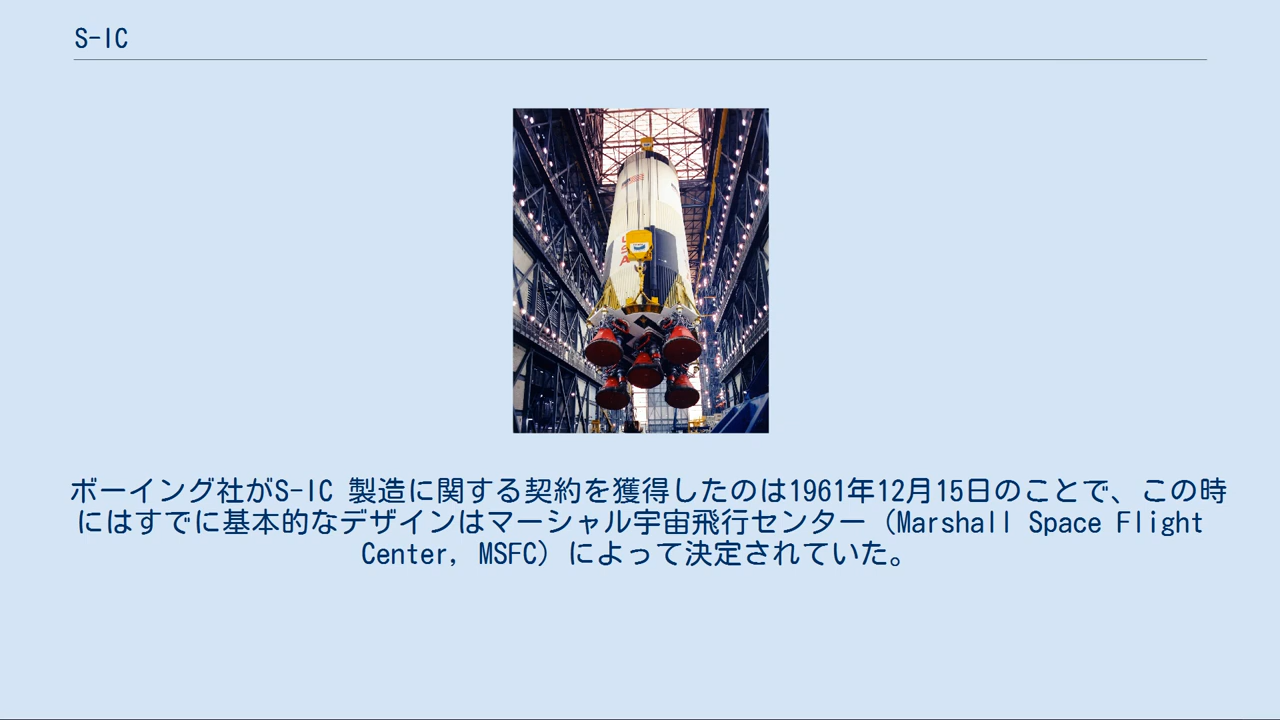 S-IC
USA
ボーイング社がS-IC 製造に関する契約を獲得したのは1961年12月15日のことで、この時
にはすでに基本的なデザインはマーシャル宇宙飛行センター（Marshall Space Flight
Center, MSFC）によって決定されていた。